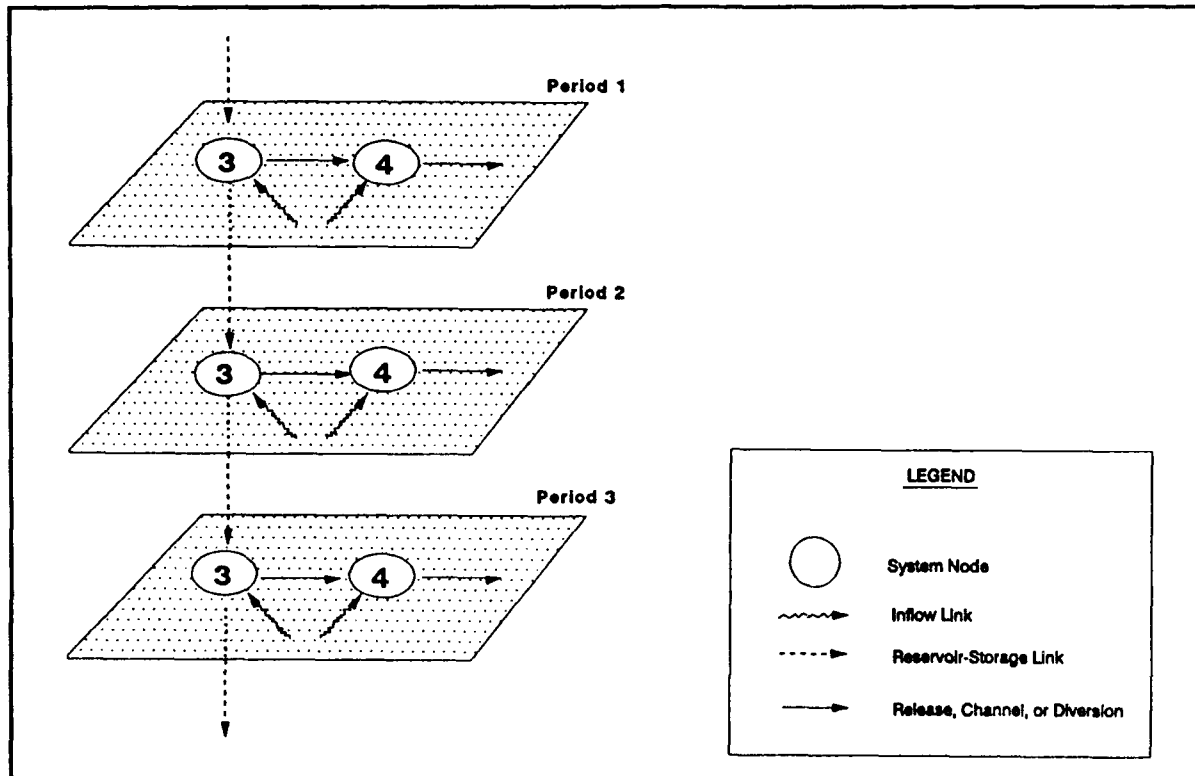 Period 1
3
4
Period 2
3
4
Period 3
3
4
LEGEND
System Node
Inflow Link
Reservoir-Storage Link
Release, Channel, or Diversion